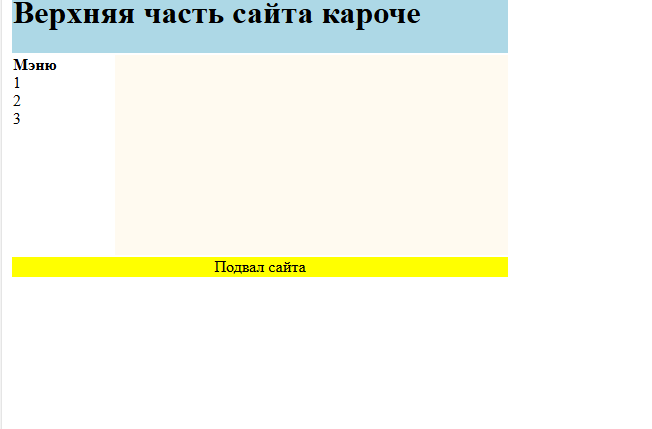 Верхняя часть сайта кароче
Мэню
1
2
3
Подвал сайта